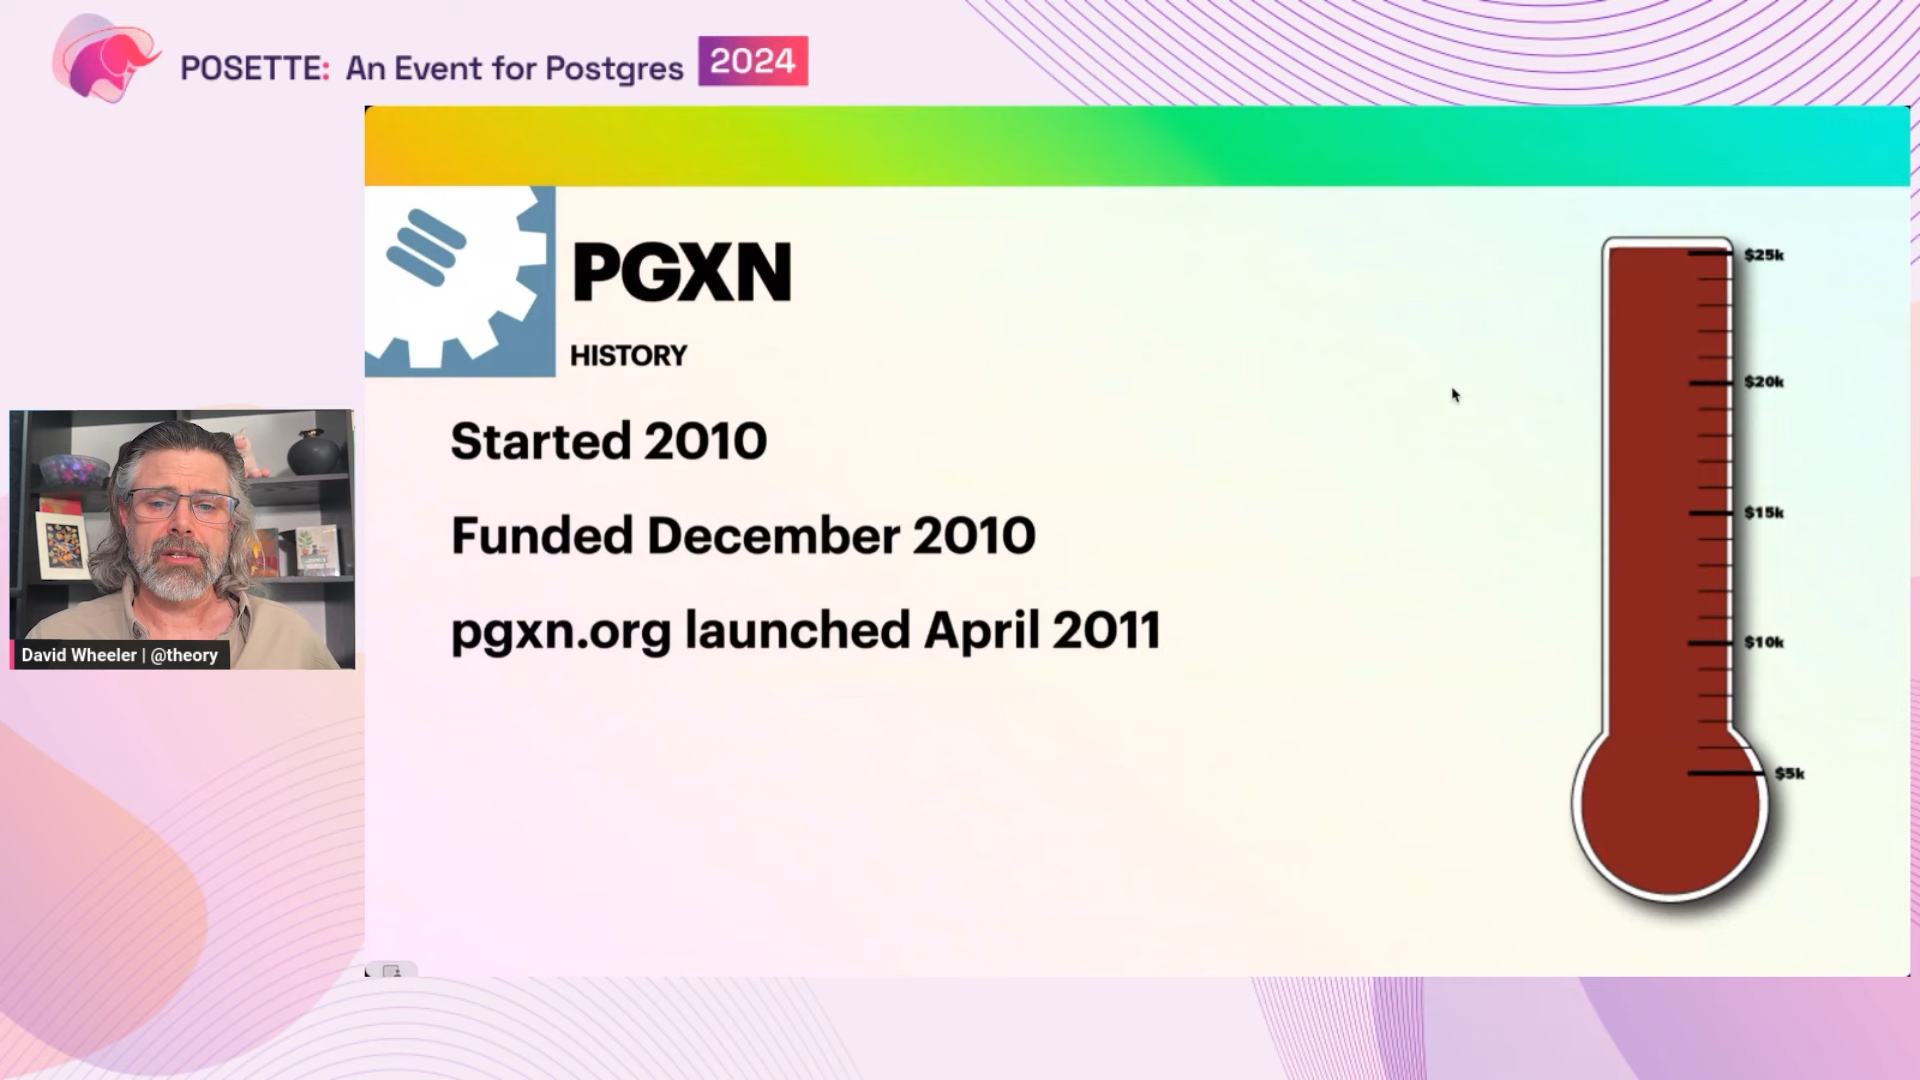 POSETTE: An Event for Postgres 2024
PGXN
HISTORY
Started 2010
Funded December 2010
pgxn.org launched April 2011
$25k
$20k
$15k
$10k
$5k
David Wheeler | @theory